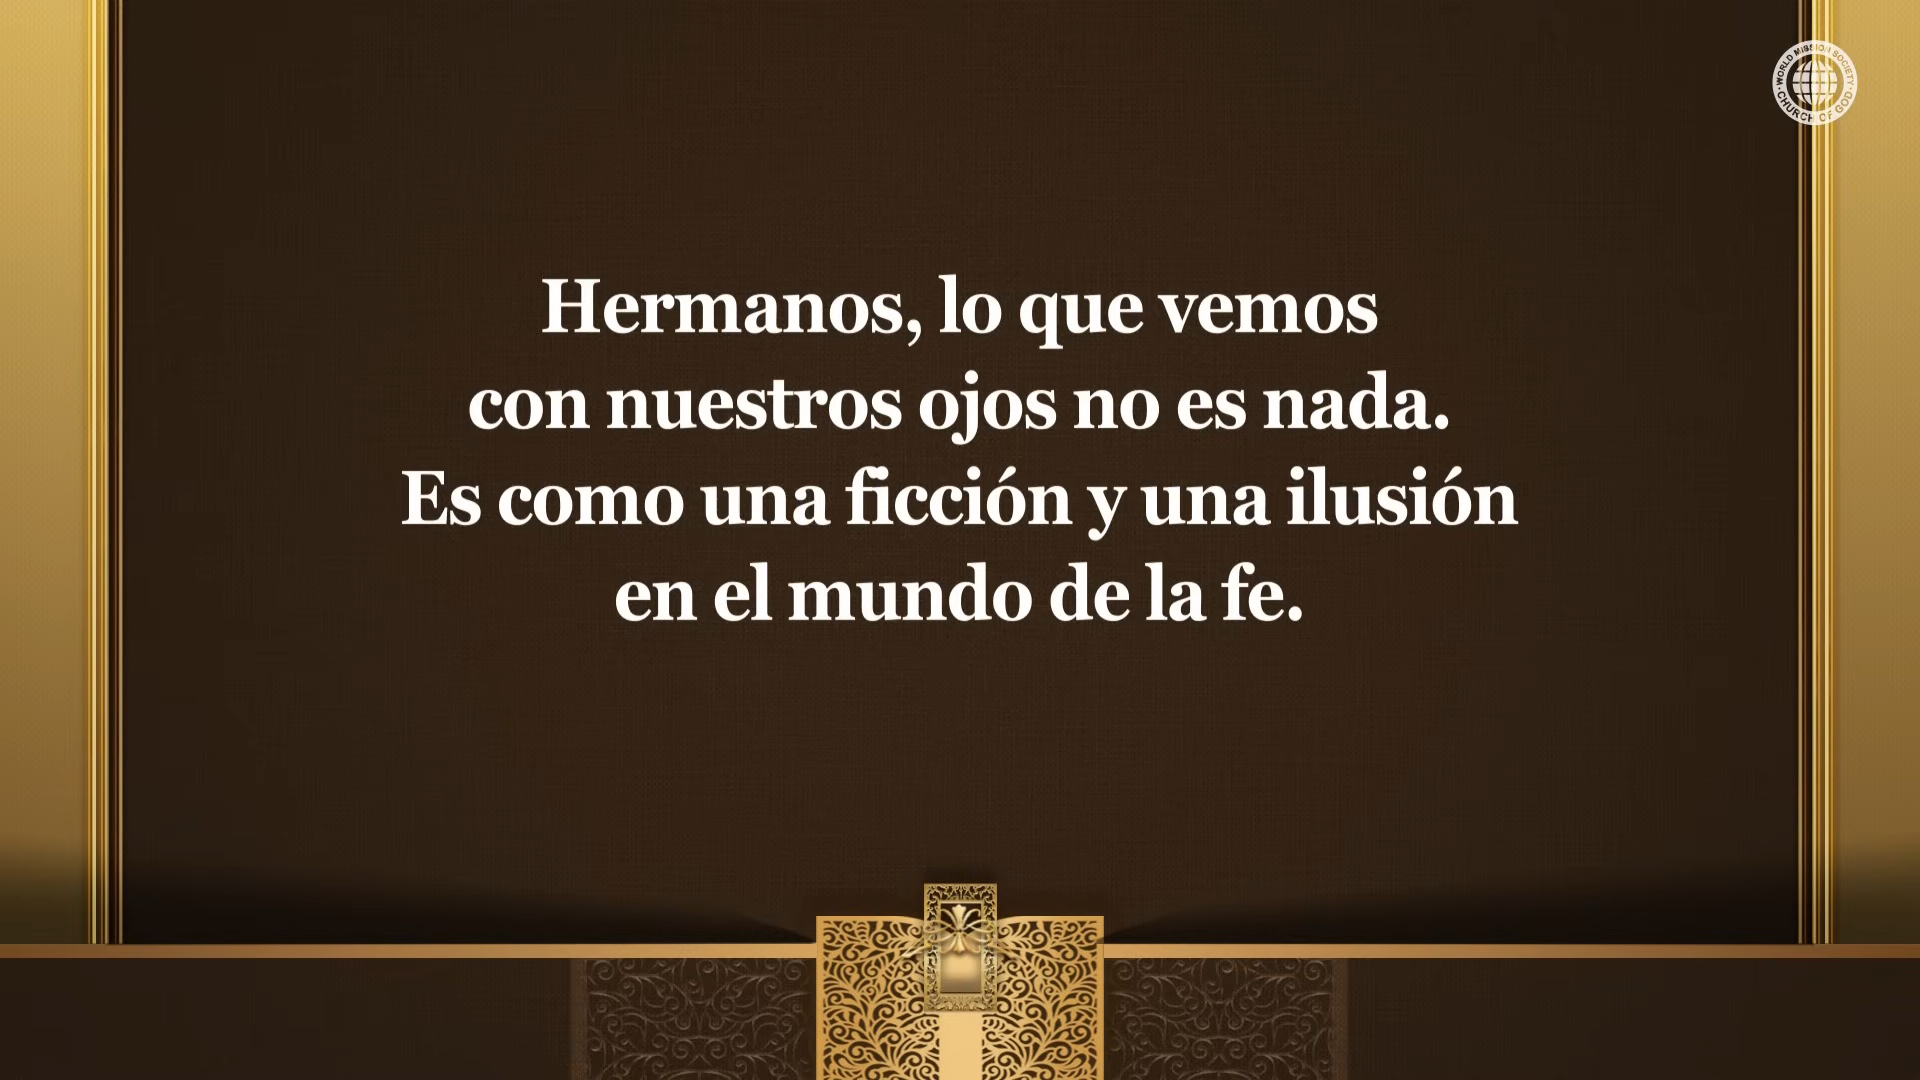 WORLD MISSION SOCIETY
CHURCH OF GOD
Hermanos, lo que vemos
con nuestros ojos no es nada.
Es como una ficción y una ilusión
en el mundo de la fe.